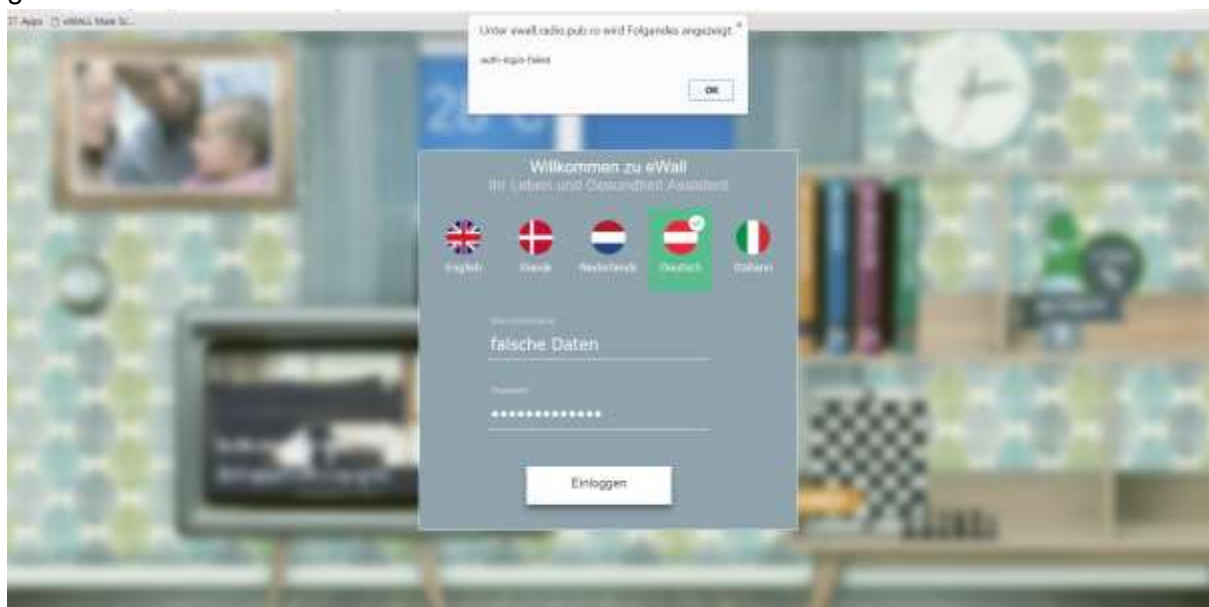 Apps
Unter ewall.radio.pub.ro wird Folgendes angezeigt:
auth-login-failed
OK
28°C
Willkommen zu eWall
Ihr Leben und Gesundheit Assistent
English
Dansk
Nederlands
Deutsch
Italiano
falsche Daten
Einloggen